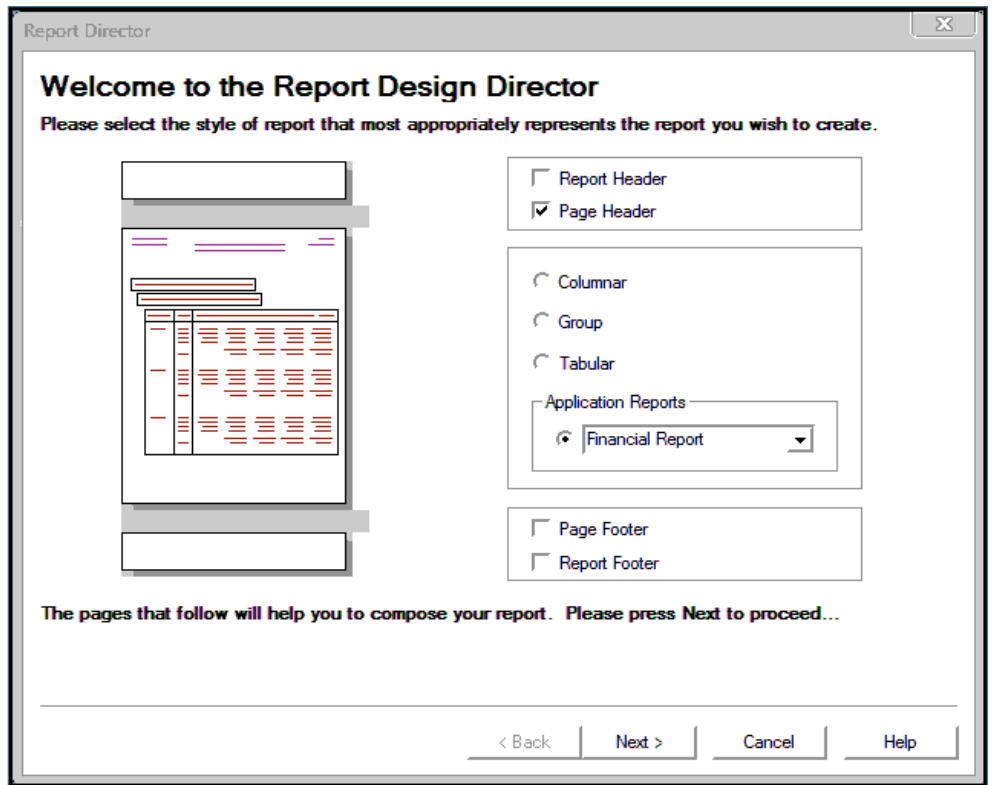 Report Director
Welcome to the Report Design Director
Please select the style of report that most appropriately represents the report you wish to create.
Report Header
Page Header
Columnar
Group
Tabular
Application Reports
Financial Report
Page Footer
Report Footer
The pages that follow will help you to compose your report. Please press Next to proceed...
< Back Next > Cancel Help